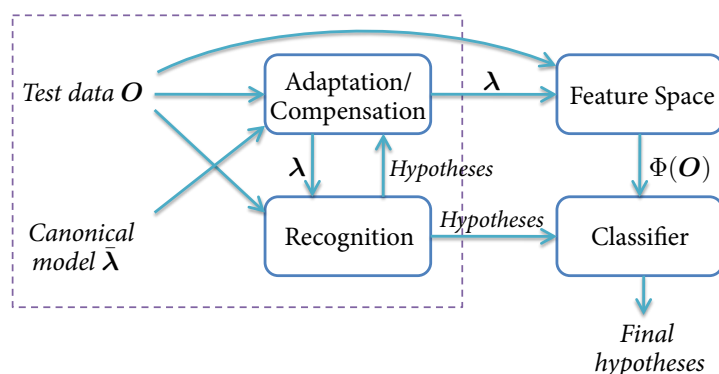 Test data O
Adaptation/
Compensation
λ
Feature Space
λ
Hypotheses
Φ(O)
Canonical
model λ̄
Recognition
Hypotheses
Classifier
Final
hypotheses